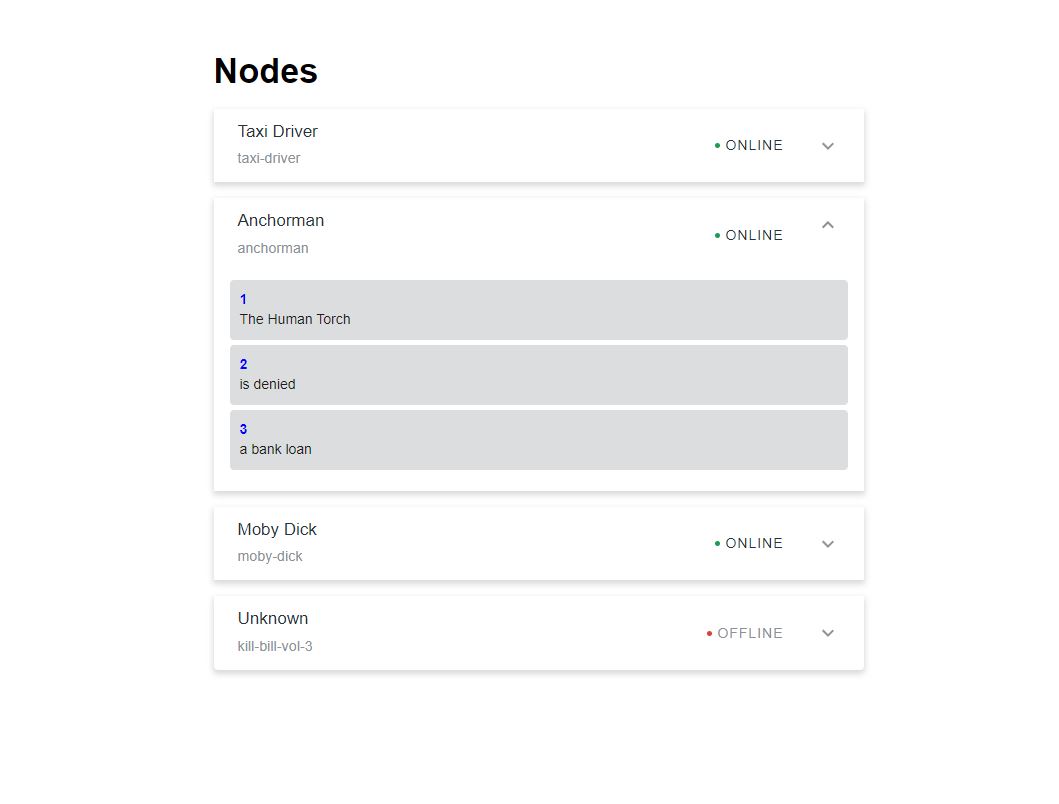 Nodes
Taxi Driver
taxi-driver
ONLINE
Anchorman
anchorman
ONLINE
1
The Human Torch
2
is denied
3
a bank loan
Moby Dick
moby-dick
ONLINE
Unknown
kill-bill-vol-3
OFFLINE